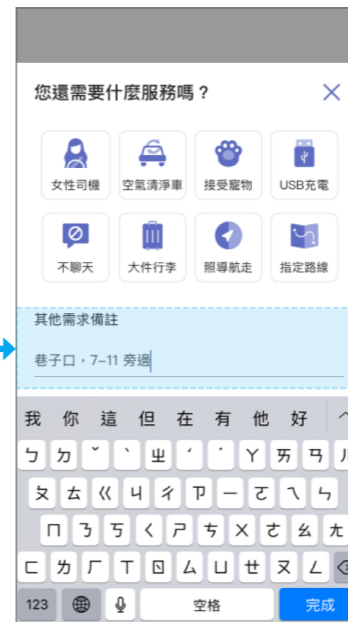 您還需要什麼服務嗎？
女性司機 空氣清淨車 接受寵物 USB充電
不聊天 大件行李 照導航走 指定路線
其他需求備註
巷子口，7-11 旁邊
我 你 這 但 在 有 他 好
ㄅ ㄉ ˇ ˋ ㄓ ˊ ˙ ㄚ ㄞ ㄢ ㄦ
ㄆ ㄊ ㄍ ㄐ ㄔ ㄗ ㄧ ㄛ ㄟ ㄣ
ㄇ ㄋ ㄎ ㄑ ㄕ ㄘ ㄨ ㄜ ㄠ ㄤ
ㄈ ㄌ ㄏ ㄒ ㄖ ㄙ ㄩ ㄝ ㄡ ㄥ
123 空格 完成